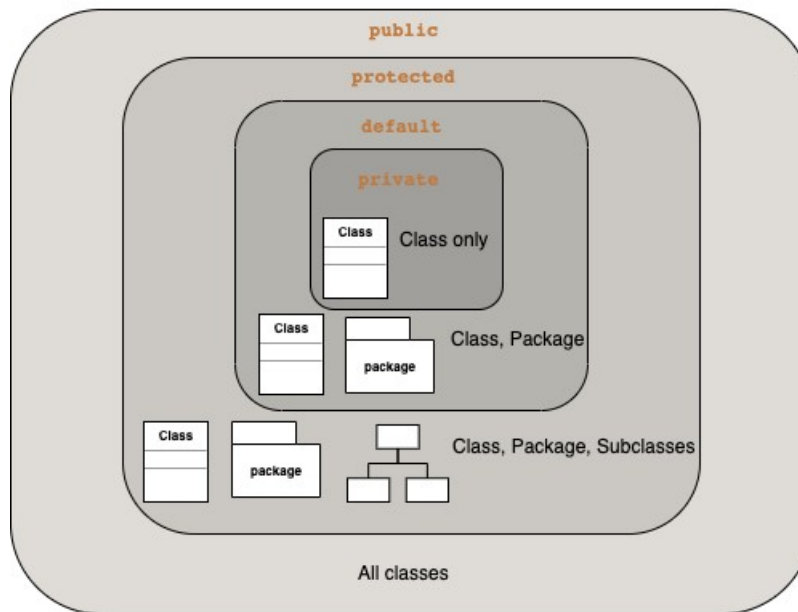 public
protected
default
private
Class
Class only
Class
package
Class, Package
Class
package
Class, Package, Subclasses
All classes